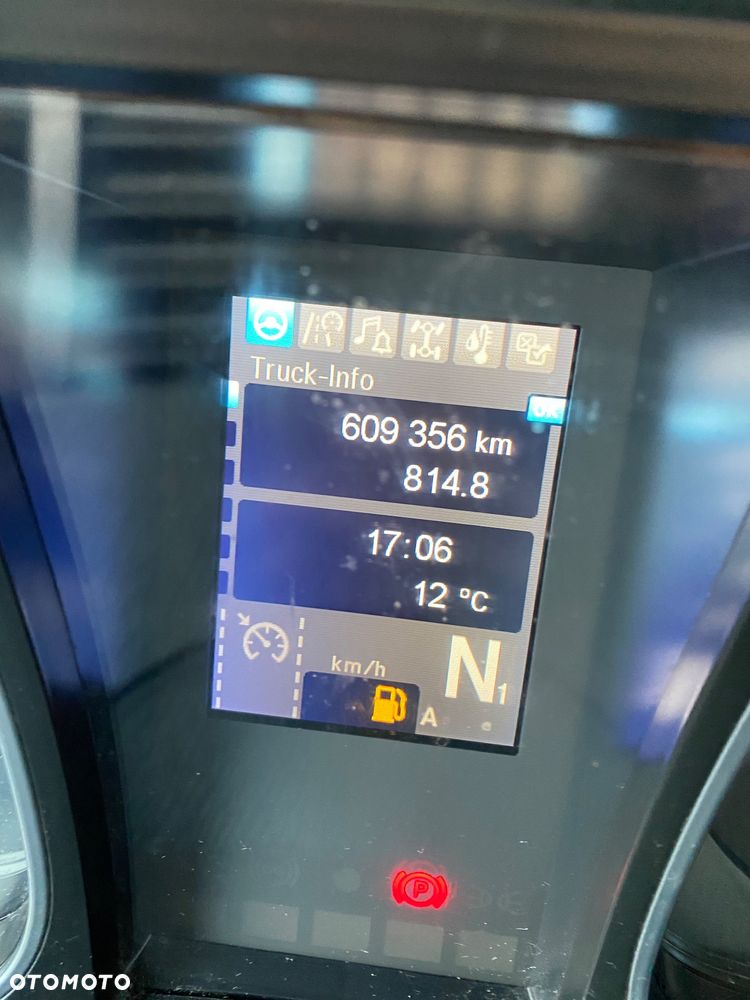 Truck-Info
OK
609 356 km
814.8
17:06
12 °C
km/h
N1
A
P
OTOMOTO